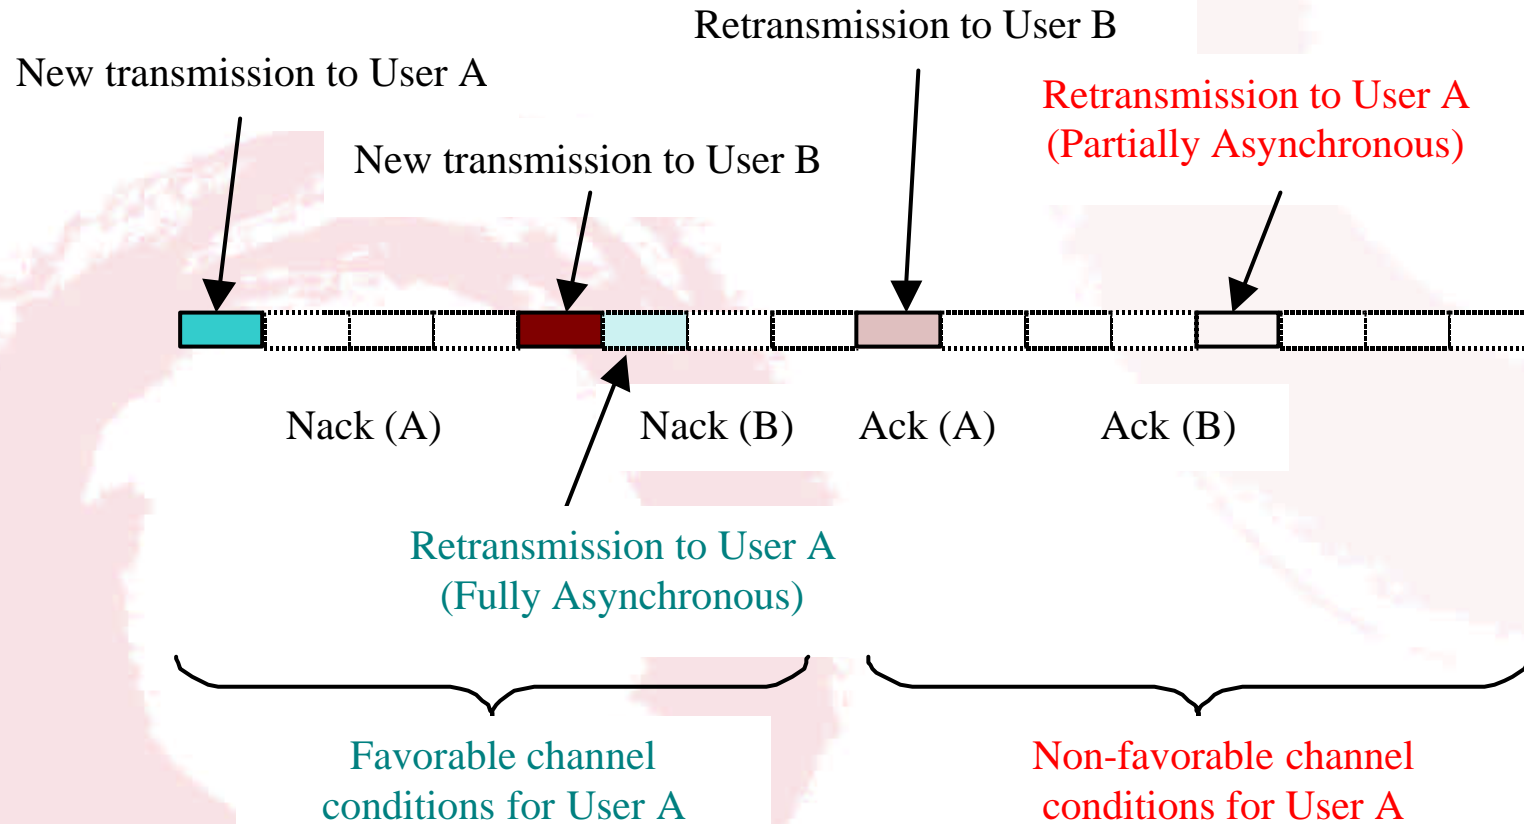 Retransmission to User B
New transmission to User A
Retransmission to User A
(Partially Asynchronous)
New transmission to User B
Nack (A)
Nack (B)
Ack (A)
Ack (B)
Retransmission to User A
(Fully Asynchronous)
Favorable channel
conditions for User A
Non-favorable channel
conditions for User A